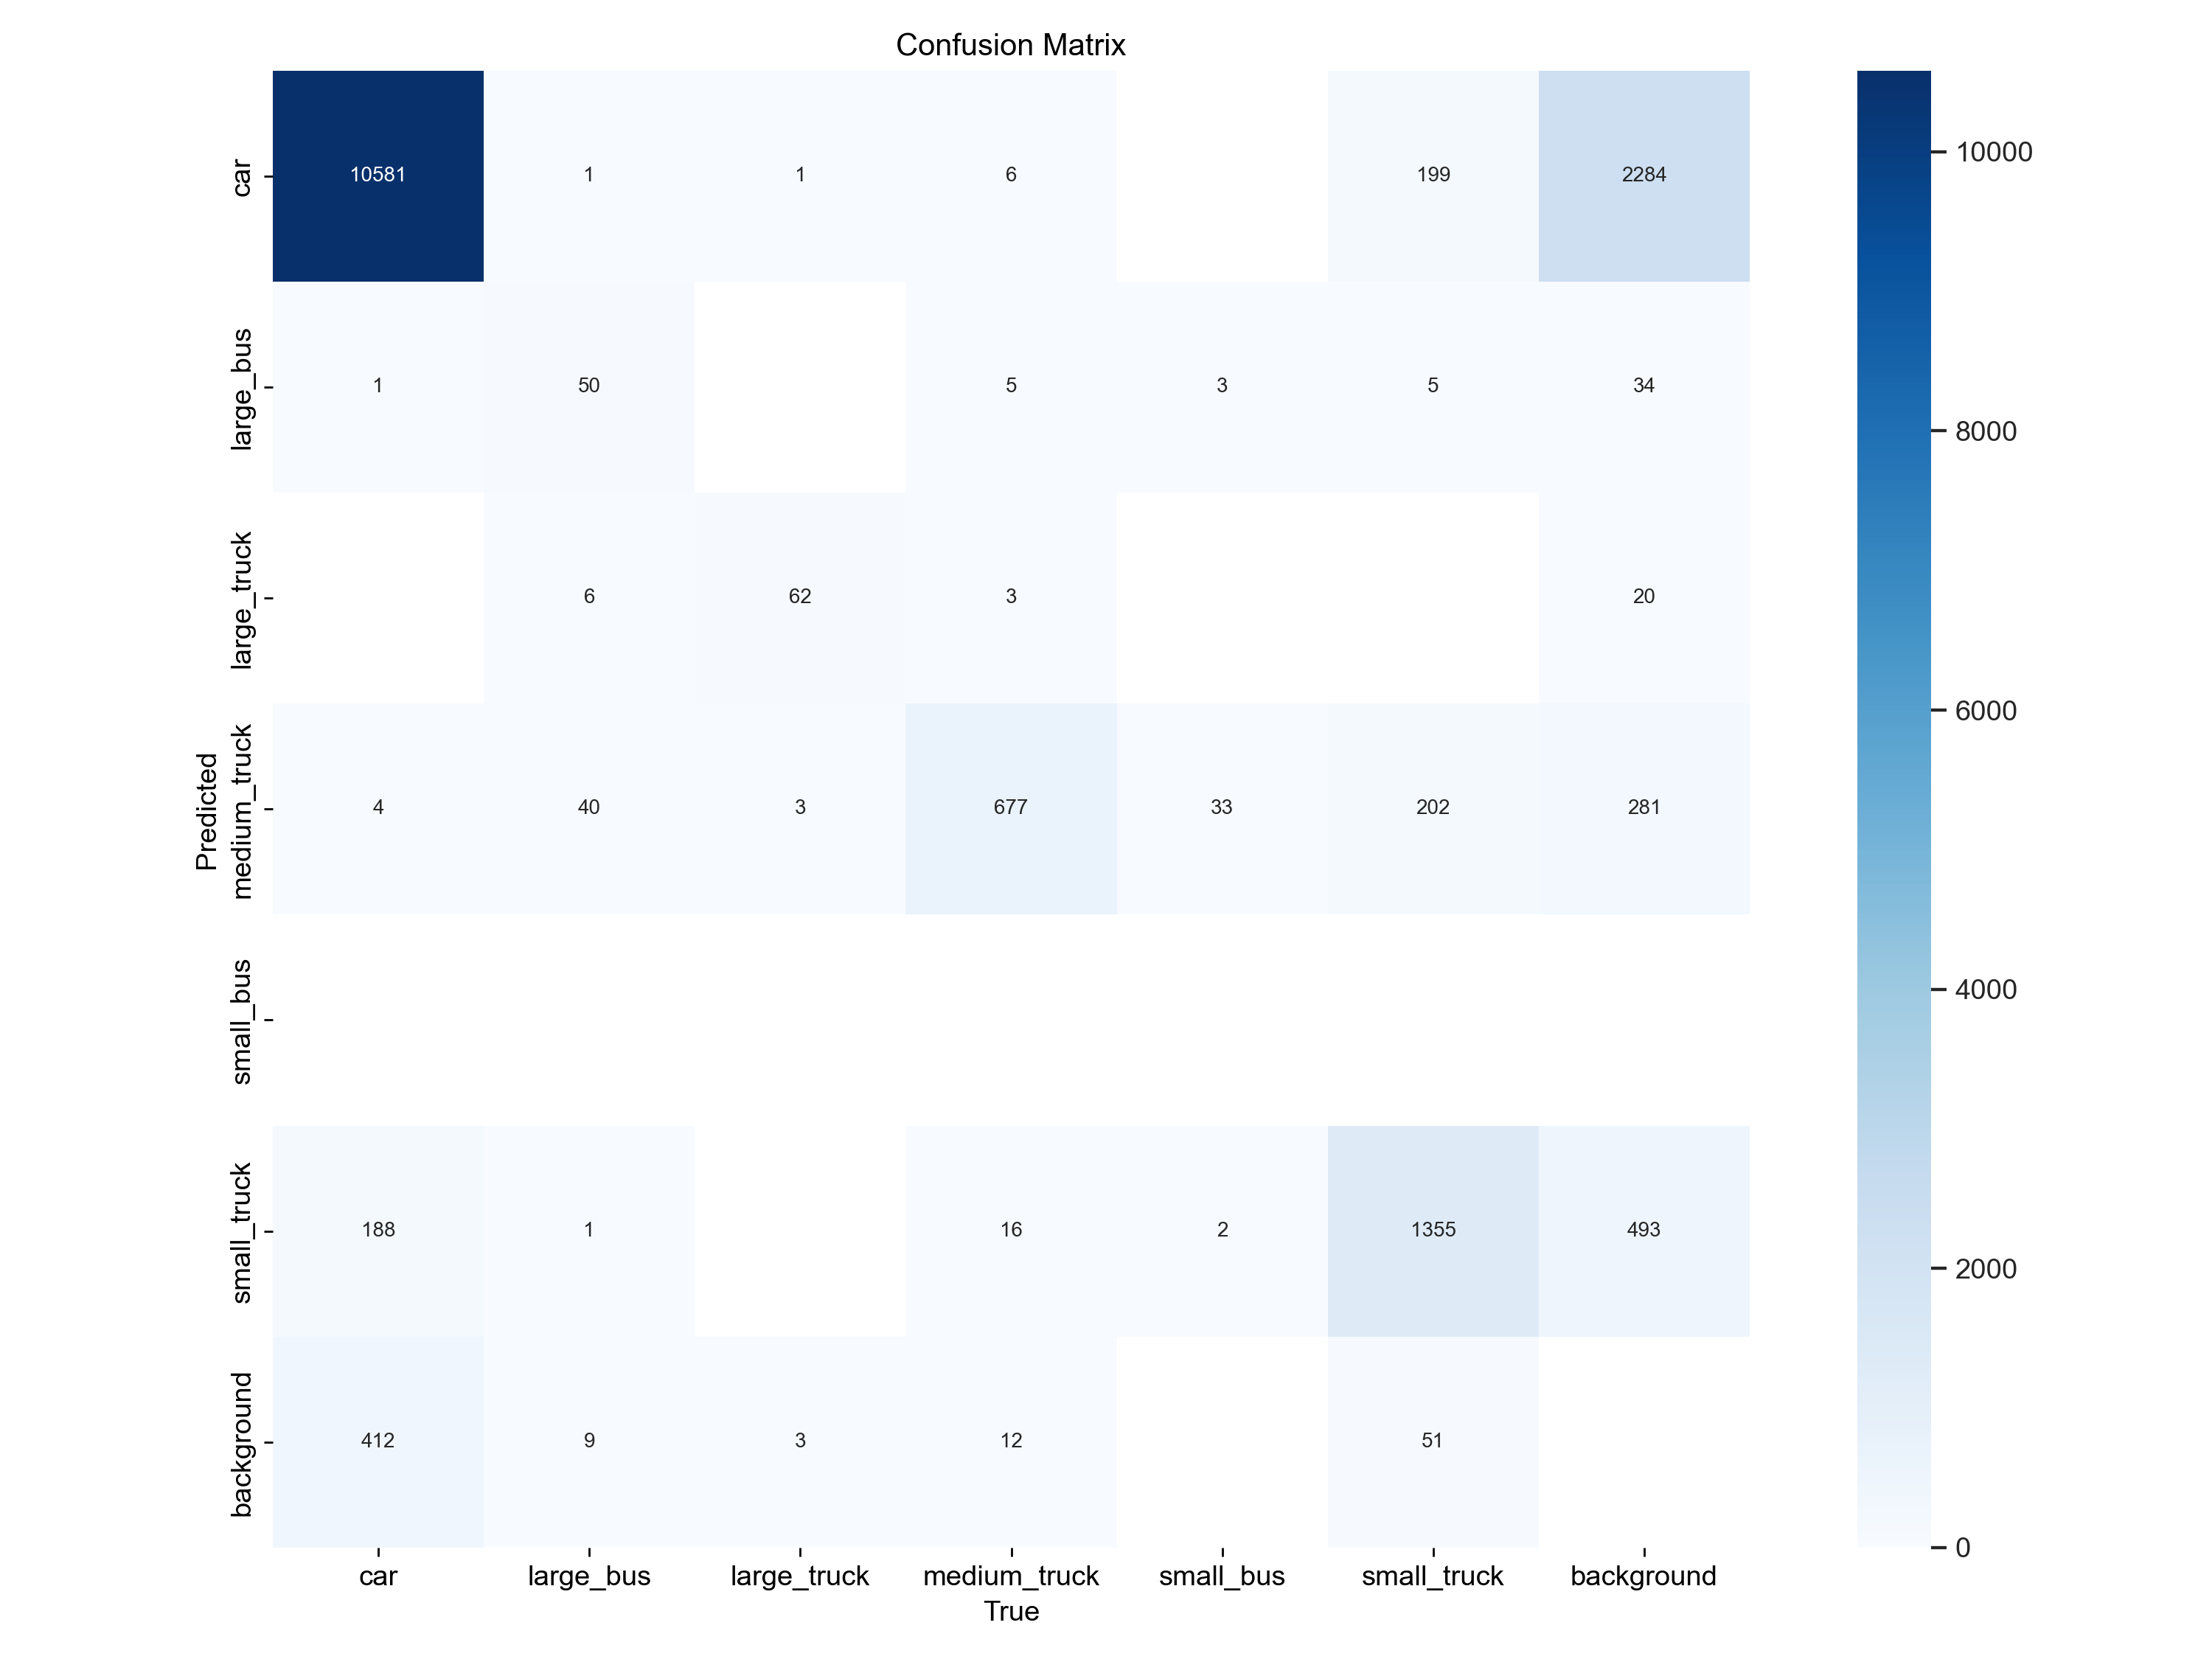 Confusion Matrix
car
10581 1 1 6 199 2284
large_bus
1 50 5 3 5 34
large_truck
6 62 3 20
medium_truck
4 40 3 677 33 202 281
small_bus
small_truck
188 1 16 2 1355 493
background
412 9 3 12 51
Predicted
car large_bus large_truck medium_truck small_bus small_truck background
True
10000
8000
6000
4000
2000
0